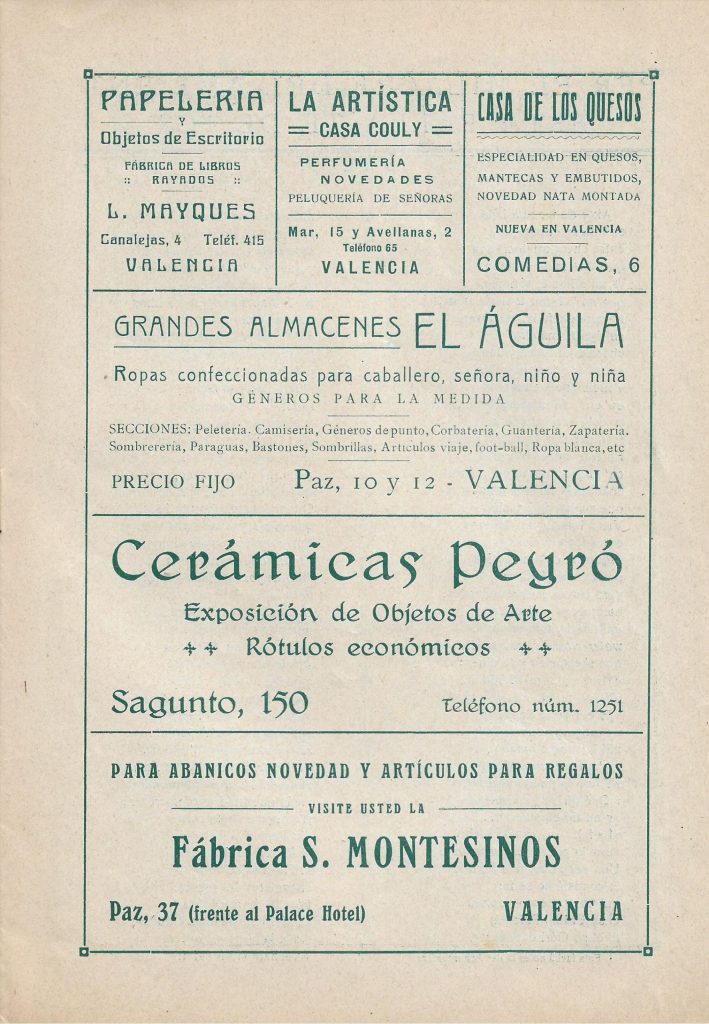 PAPELERIA
Y
Objetos de Escritorio
FÁBRICA DE LIBROS
:: RAYADOS ::
L. MAYQUES
Canalejas, 4 Teléf. 415
VALENCIA
LA ARTÍSTICA
= CASA COULY =
PERFUMERÍA
NOVEDADES
PELUQUERÍA DE SEÑORAS
Mar, 15 y Avellanas, 2
Teléfono 65
VALENCIA
CASA DE LOS QUESOS
ESPECIALIDAD EN QUESOS,
MANTECAS Y EMBUTIDOS,
NOVEDAD NATA MONTADA
NUEVA EN VALENCIA
COMEDIAS, 6
GRANDES ALMACENES EL ÁGUILA
Ropas confeccionadas para caballero, señora, niño y niña
GÉNEROS PARA LA MEDIDA
SECCIONES: Peletería. Camisería, Géneros de punto, Corbatería, Guantería, Zapatería.
Sombrerería, Paraguas, Bastones, Sombrillas, Artículos viaje, foot-ball, Ropa blanca, etc
PRECIO FIJO Paz, 10 y 12 - VALENCIA
Cerámicas Peyró
Exposición de Objetos de Arte
Rótulos económicos
Sagunto, 150 Teléfono núm. 1251
PARA ABANICOS NOVEDAD Y ARTÍCULOS PARA REGALOS
VISITE USTED LA
Fábrica S. MONTESINOS
Paz, 37 (frente al Palace Hotel) VALENCIA